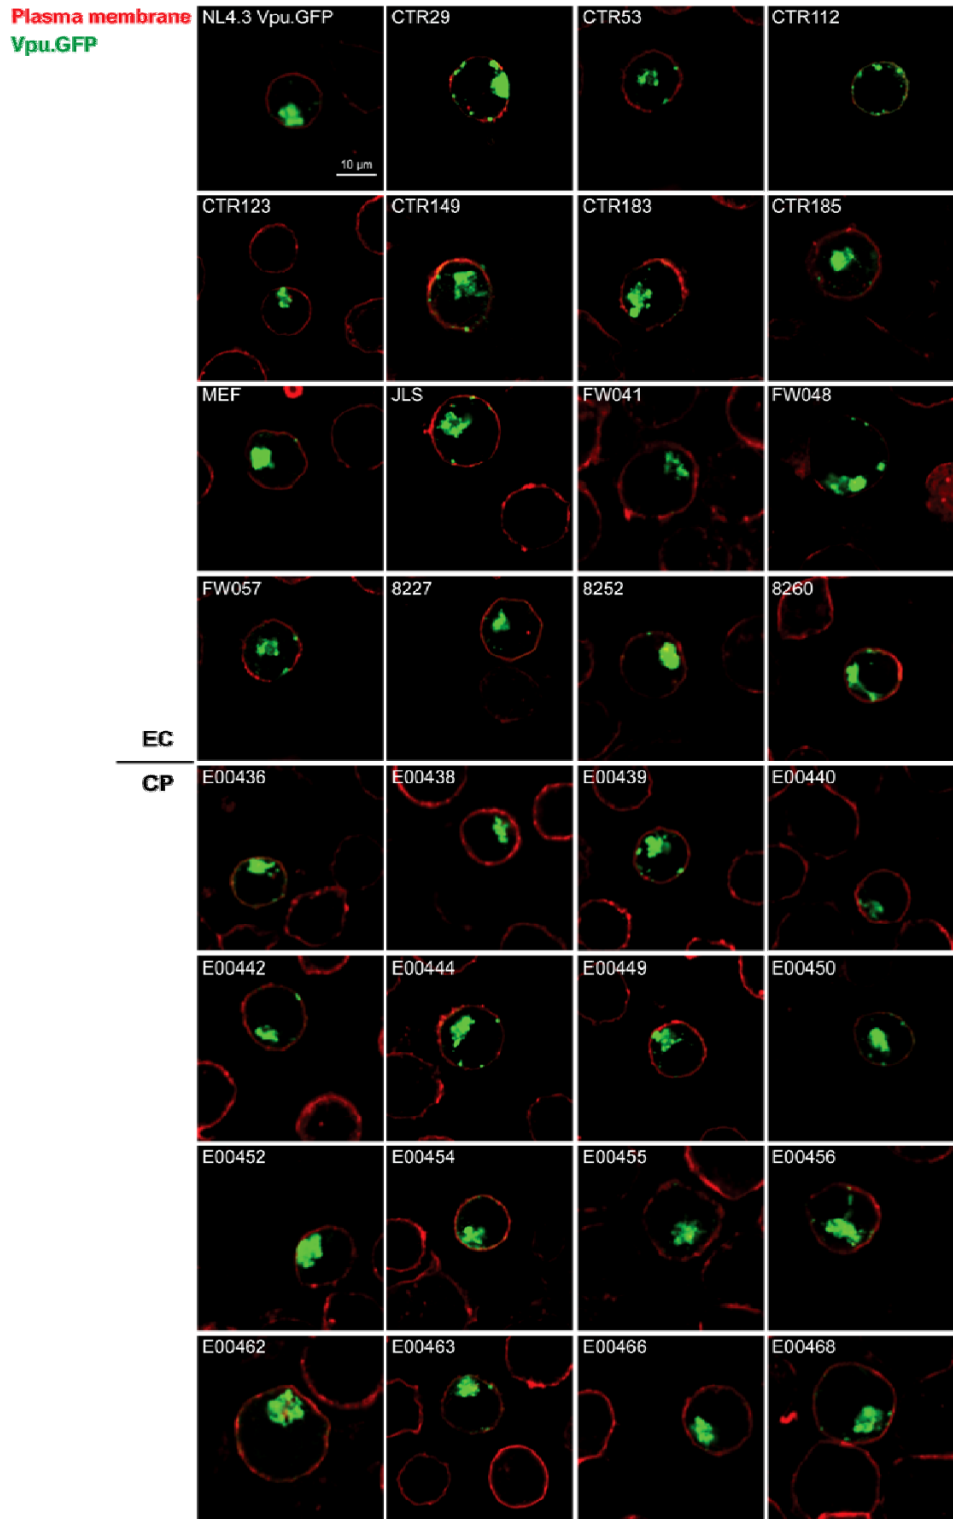 Plasma membrane
Vpu.GFP
NL4.3 Vpu.GFP CTR29 CTR53 CTR112
10 μm
CTR123 CTR149 CTR183 CTR185
MEF JLS FW041 FW048
FW057 8227 8252 8260
EC
CP
E00436 E00438 E00439 E00440
E00442 E00444 E00449 E00450
E00452 E00454 E00455 E00456
E00462 E00463 E00466 E00468